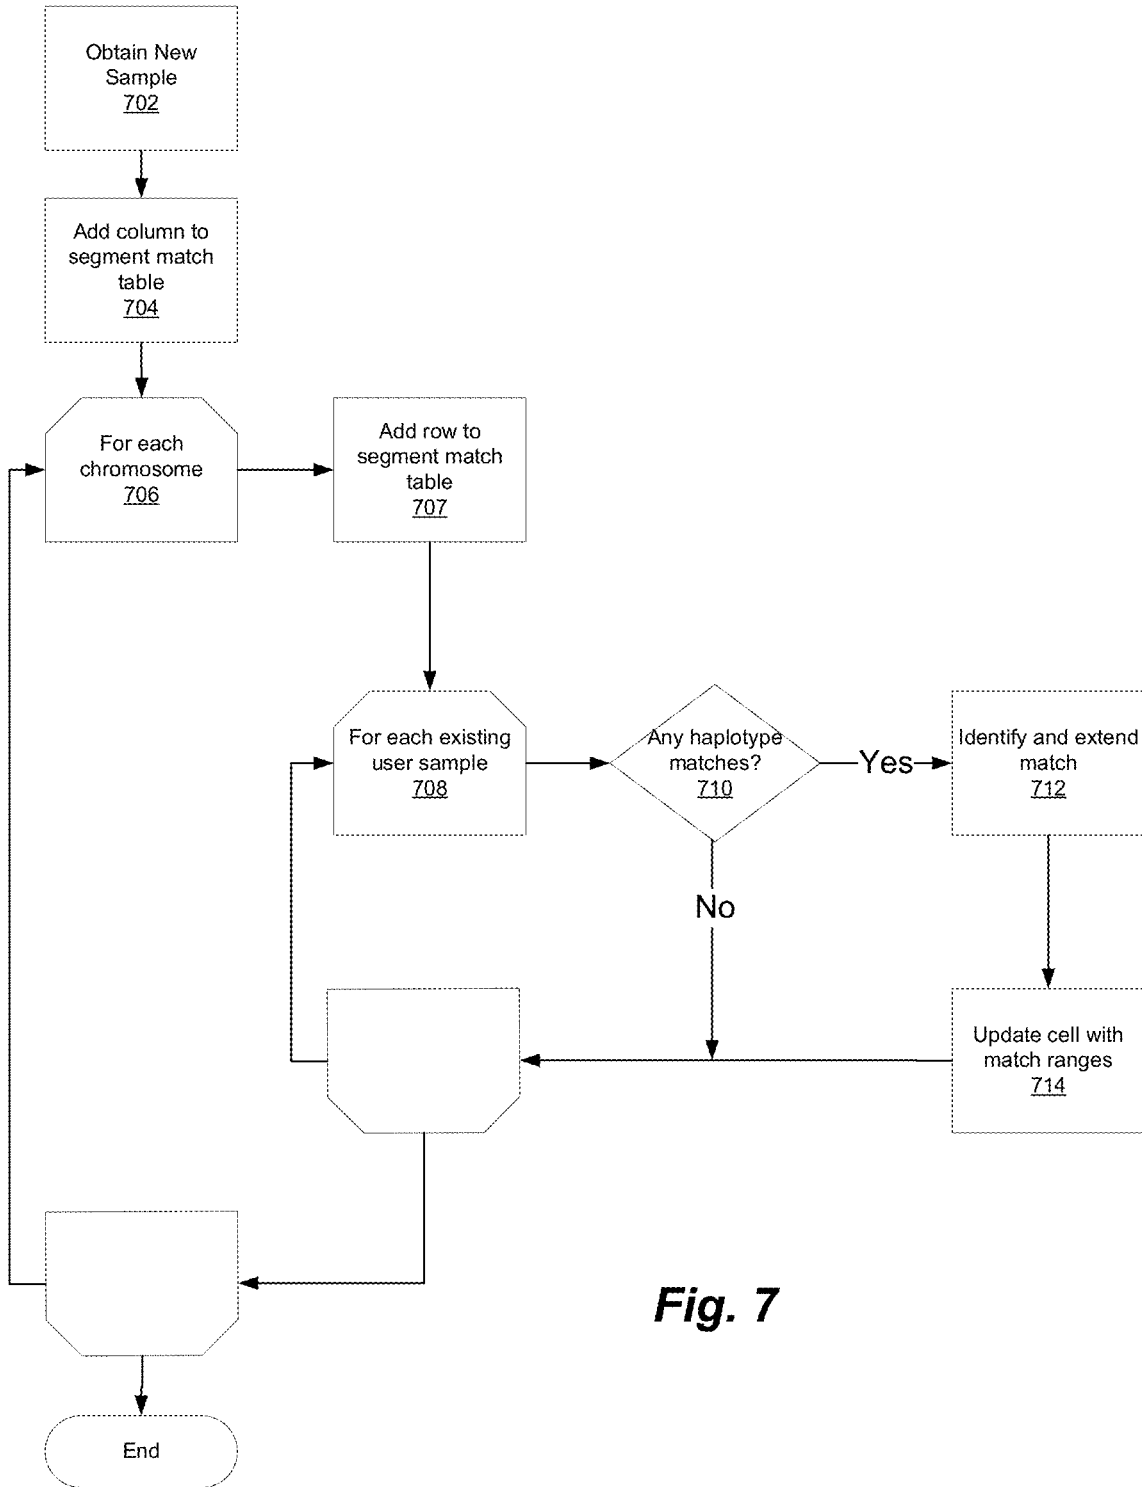 Obtain New
Sample
702
Add column to
segment match
table
704
For each
chromosome
706
Add row to
segment match
table
707
For each existing
user sample
708
Any haplotype
matches?
710
Yes
Identify and extend
match
712
No
Update cell with
match ranges
714
Fig. 7
End